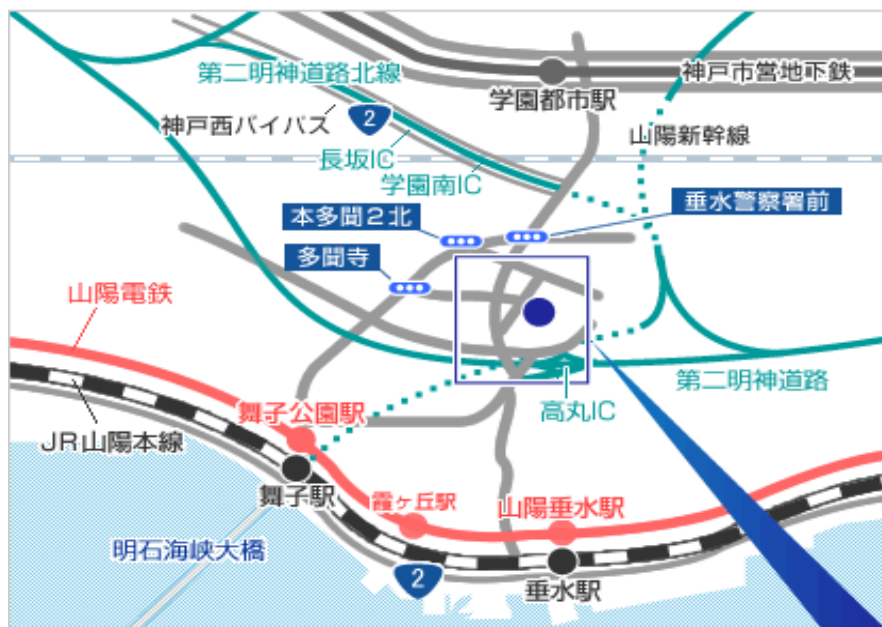 第二明神道路北線
神戸市営地下鉄
学園都市駅
神戸西バイパス
2
山陽新幹線
長坂IC
学園南IC
垂水警察署前
本多聞2北
多聞寺
山陽電鉄
第二明神道路
高丸IC
舞子公園駅
JR山陽本線
舞子駅
霞ヶ丘駅
山陽垂水駅
明石海峡大橋
2
垂水駅